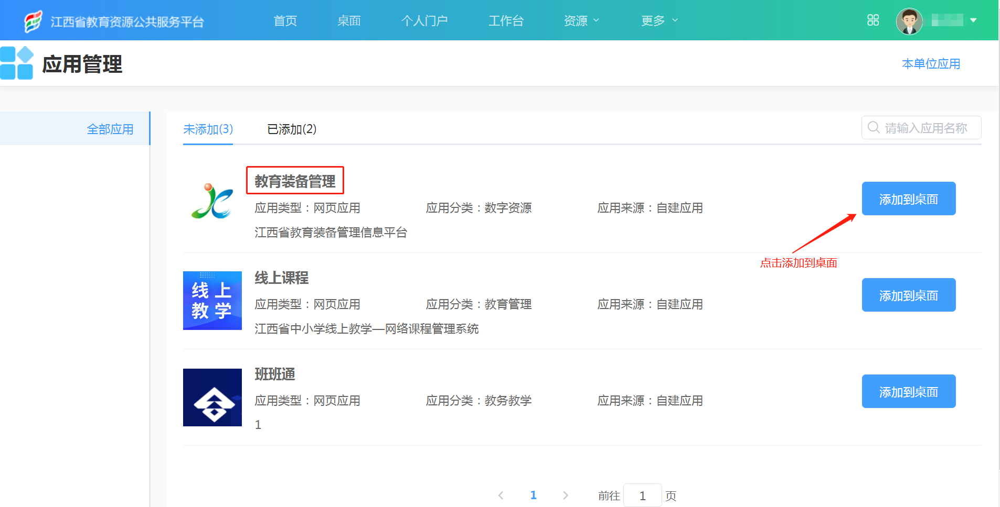 江西省教育资源公共服务平台 首页 桌面 个人门户 工作台 资源 更多
应用管理 本单位应用
全部应用
未添加(3) 已添加(2) 请输入应用名称
教育装备管理
应用类型：网页应用 应用分类：数字资源 应用来源：自建应用
江西省教育装备管理信息平台
添加到桌面
点击添加到桌面
线上
教学
线上课程
应用类型：网页应用 应用分类：教育管理 应用来源：自建应用
江西省中小学线上教学—网络课程管理系统
添加到桌面
班班通
应用类型：网页应用 应用分类：教务教学 应用来源：自建应用
1
添加到桌面
1 前往 1 页